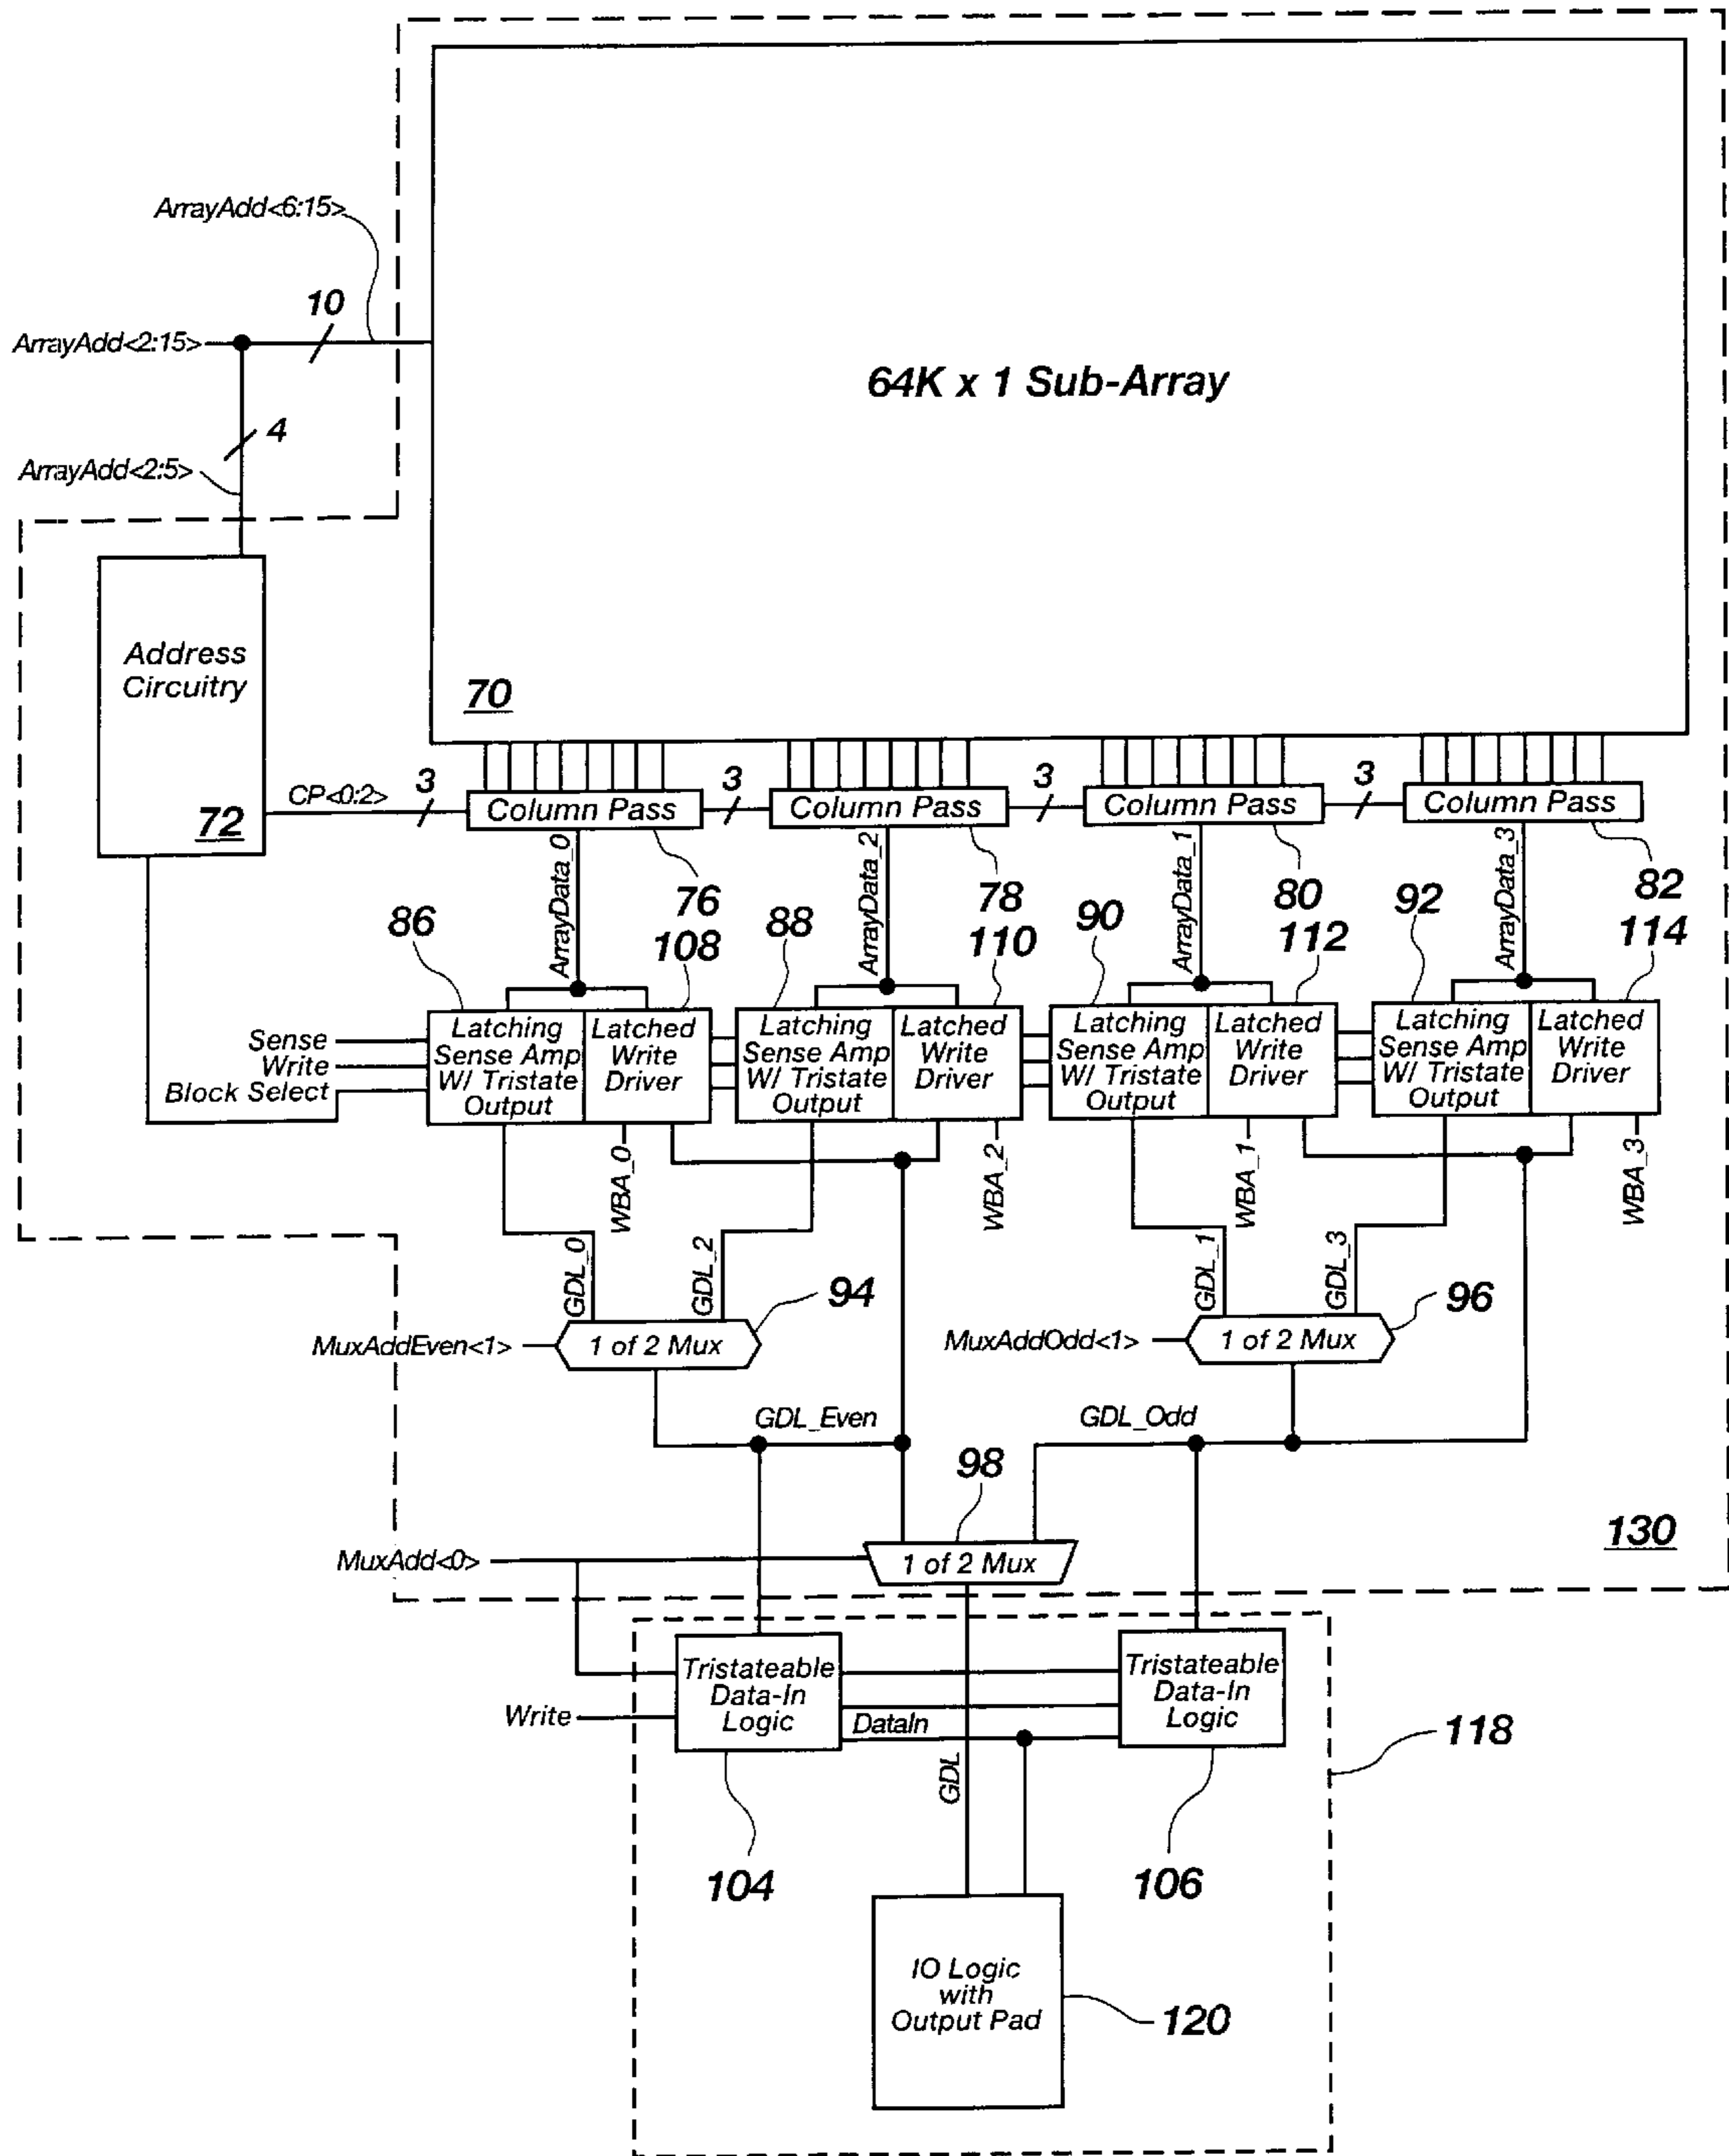 ArrayAdd<6:15>
10
ArrayAdd<2:15>
64K x 1 Sub-Array
4
ArrayAdd<2:5>
Address
Circuitry
72
70
CP<0:2>
3
Column Pass
3
Column Pass
3
Column Pass
3
Column Pass
ArrayData_0
ArrayData_2
ArrayData_1
ArrayData_3
76
78
80
82
86
108
88
110
90
112
92
114
Sense
Write
Block Select
Latching
Sense Amp
W/ Tristate
Output
Latched
Write
Driver
Latching
Sense Amp
W/ Tristate
Output
Latched
Write
Driver
Latching
Sense Amp
W/ Tristate
Output
Latched
Write
Driver
Latching
Sense Amp
W/ Tristate
Output
Latched
Write
Driver
WBA_0
WBA_2
WBA_1
WBA_3
GDL_0
GDL_2
GDL_1
GDL_3
94
96
MuxAddEven<1>
1 of 2 Mux
MuxAddOdd<1>
1 of 2 Mux
GDL_Even
GDL_Odd
98
130
MuxAdd<0>
1 of 2 Mux
Tristateable
Data-In
Logic
Tristateable
Data-In
Logic
Write
DataIn
118
GDL
104
106
IO Logic
with
Output Pad
120